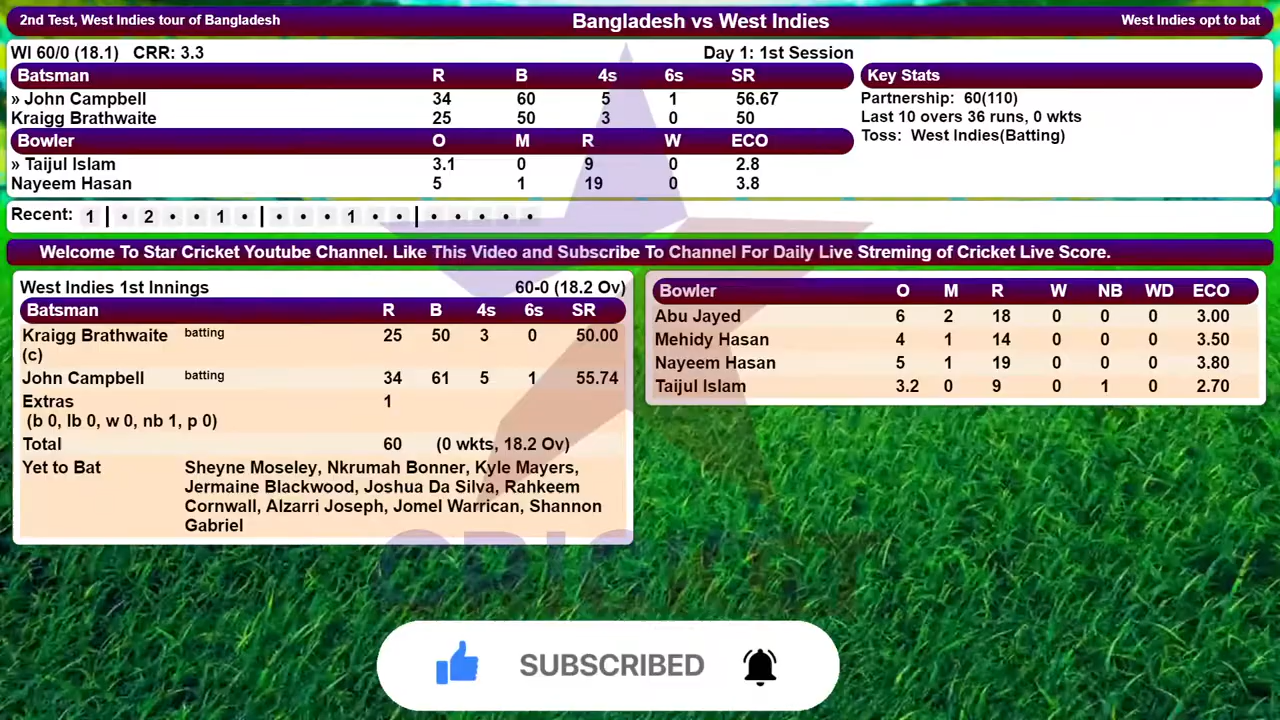 2nd Test, West Indies tour of Bangladesh Bangladesh vs West Indies West Indies opt to bat
WI 60/0 (18.1) CRR: 3.3 Day 1: 1st Session
Batsman R B 4s 6s SR
» John Campbell 34 60 5 1 56.67
Kraigg Brathwaite 25 50 3 0 50
Bowler O M R W ECO
» Taijul Islam 3.1 0 9 0 2.8
Nayeem Hasan 5 1 19 0 3.8
Key Stats
Partnership: 60(110)
Last 10 overs 36 runs, 0 wkts
Toss: West Indies(Batting)
Recent: 1 | • 2 • • 1 • | • • • 1 • • | • • • • •
Welcome To Star Cricket Youtube Channel. Like This Video and Subscribe To Channel For Daily Live Streming of Cricket Live Score.
West Indies 1st Innings 60-0 (18.2 Ov)
Batsman R B 4s 6s SR
Kraigg Brathwaite batting 25 50 3 0 50.00
(c)
John Campbell batting 34 61 5 1 55.74
Extras 1
(b 0, lb 0, w 0, nb 1, p 0)
Total 60 (0 wkts, 18.2 Ov)
Yet to Bat Sheyne Moseley, Nkrumah Bonner, Kyle Mayers,
Jermaine Blackwood, Joshua Da Silva, Rahkeem
Cornwall, Alzarri Joseph, Jomel Warrican, Shannon
Gabriel
Bowler O M R W NB WD ECO
Abu Jayed 6 2 18 0 0 0 3.00
Mehidy Hasan 4 1 14 0 0 0 3.50
Nayeem Hasan 5 1 19 0 0 0 3.80
Taijul Islam 3.2 0 9 0 1 0 2.70
SUBSCRIBED